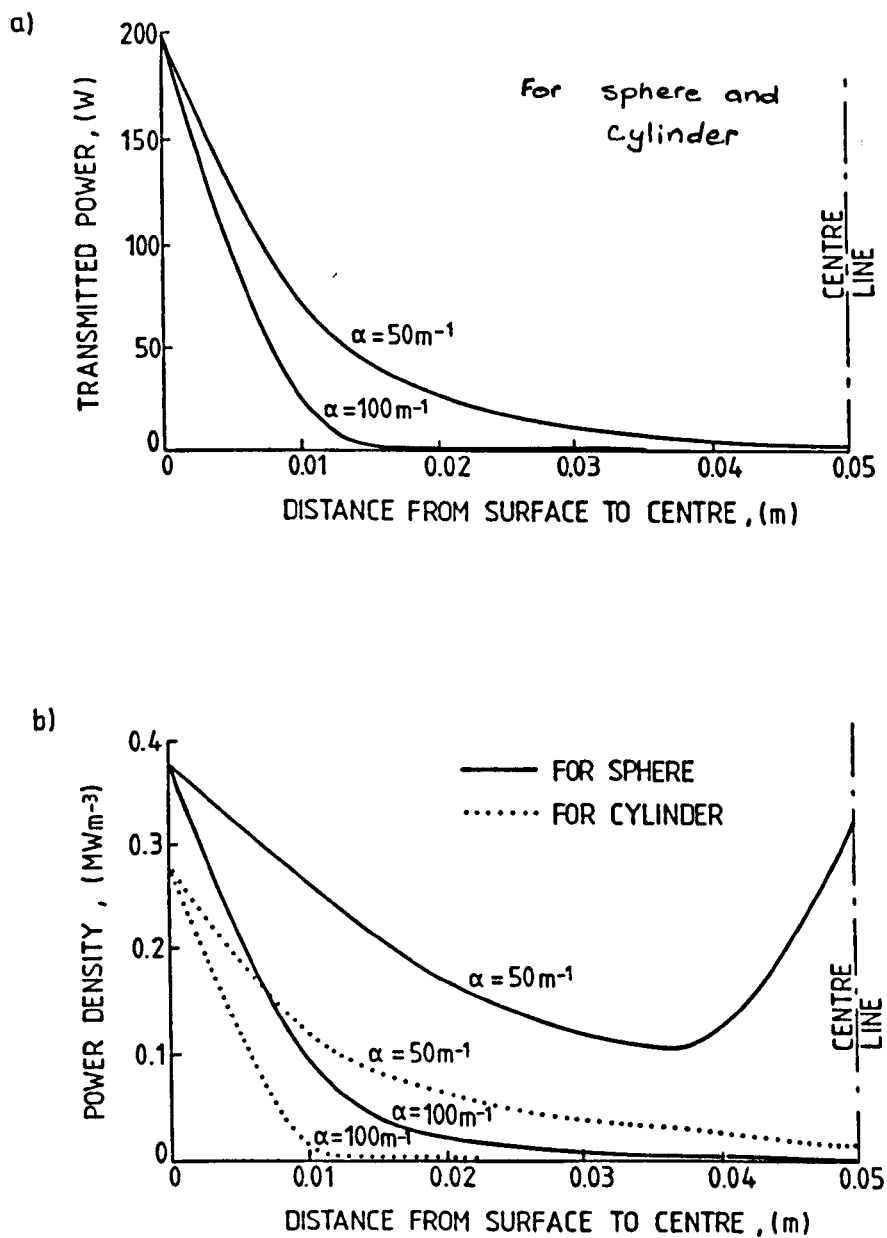 a)
200
150
100
50
0
TRANSMITTED POWER, (W)
For sphere and
cylinder
α = 50m⁻¹
α = 100m⁻¹
CENTRE
LINE
0 0.01 0.02 0.03 0.04 0.05
DISTANCE FROM SURFACE TO CENTRE, (m)
b)
0.4
0.3
0.2
0.1
0
POWER DENSITY, (MWm⁻³)
FOR SPHERE
FOR CYLINDER
α = 50m⁻¹
α = 50m⁻¹
α = 100m⁻¹
α = 100m⁻¹
CENTRE
LINE
0 0.01 0.02 0.03 0.04 0.05
DISTANCE FROM SURFACE TO CENTRE, (m)